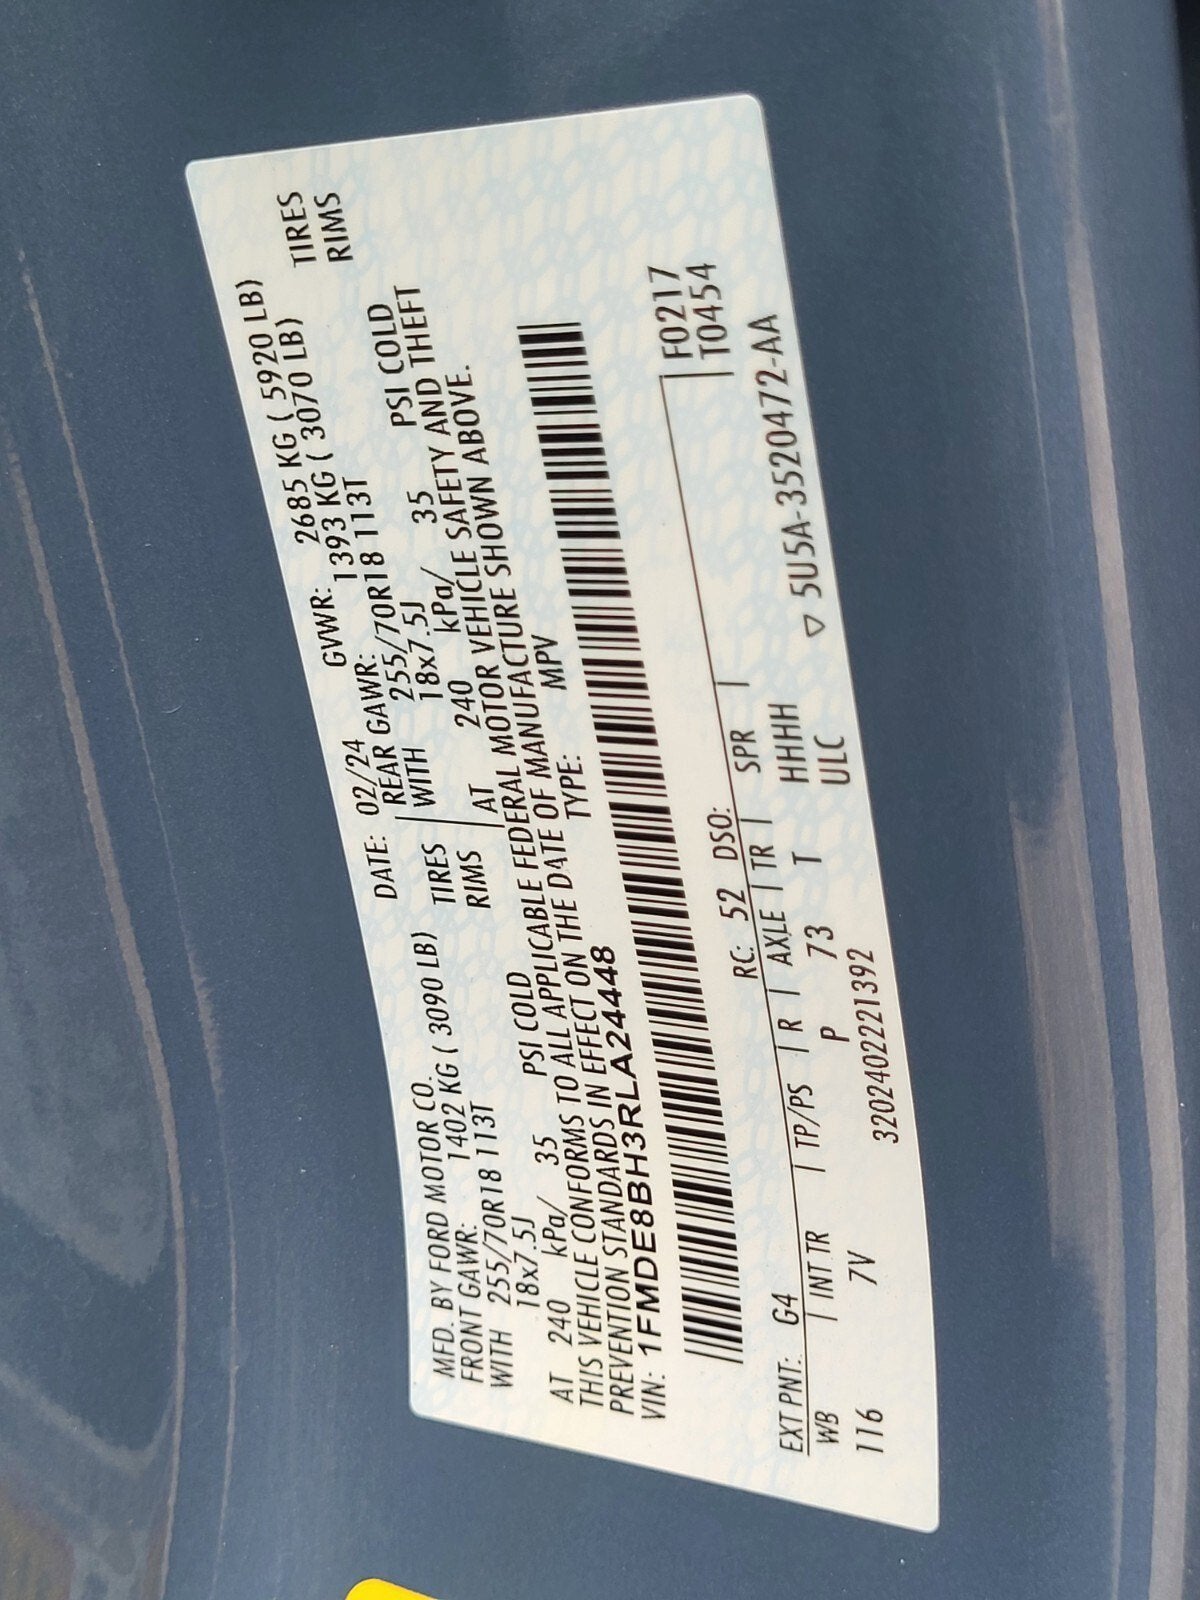 MFD. BY FORD MOTOR CO.
DATE: 02/24 GVWR: 2685 KG ( 5920 LB)
FRONT GAWR: 1402 KG ( 3090 LB) REAR GAWR: 1393 KG ( 3070 LB)
WITH 255/70R18 113T TIRES WITH 255/70R18 113T TIRES
18x7.5J RIMS 18x7.5J RIMS
AT 240 kPa/ 35 PSI COLD AT 240 kPa/ 35 PSI COLD
THIS VEHICLE CONFORMS TO ALL APPLICABLE FEDERAL MOTOR VEHICLE SAFETY AND THEFT
PREVENTION STANDARDS IN EFFECT ON THE DATE OF MANUFACTURE SHOWN ABOVE.
VIN: 1FMDE8BH3RLA24448 TYPE: MPV
F0217
T0454
EXT PNT: G4 RC: 52 DSO:
WB | INT TR | TP/PS | R | AXLE | TR | SPR |
116 7V P 73 T HHHH
ULC
▽ 5U5A-3520472-AA
3202402221392